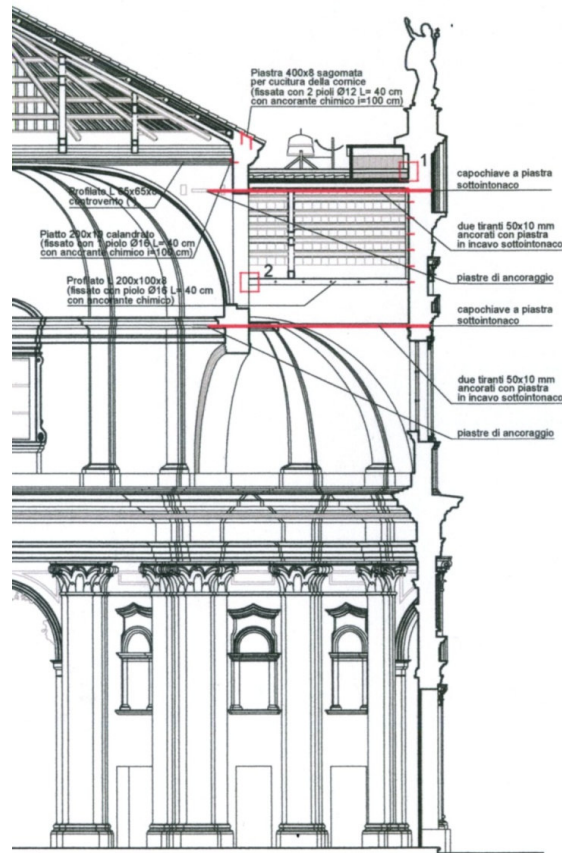 Piastra 400x8 sagomata
per cucitura della cornice
(fissata con 2 pioli Ø12 L= 40 cm
con ancorante chimico i=100 cm)
1
capochiave a piastra
sottointonaco
Profilato L 65x65x8
controvento (*)
due tiranti 50x10 mm
ancorati con piastra
in incavo sottointonaco
Piatto 200x10 calandrato
(fissato con 1 piolo Ø16 L= 40 cm
con ancorante chimico i=100 cm)
2
piastre di ancoraggio
Profilato L 200x100x8
(fissato con piolo Ø16 L= 40 cm
con ancorante chimico)
capochiave a piastra
sottointonaco
due tiranti 50x10 mm
ancorati con piastra
in incavo sottointonaco
piastre di ancoraggio